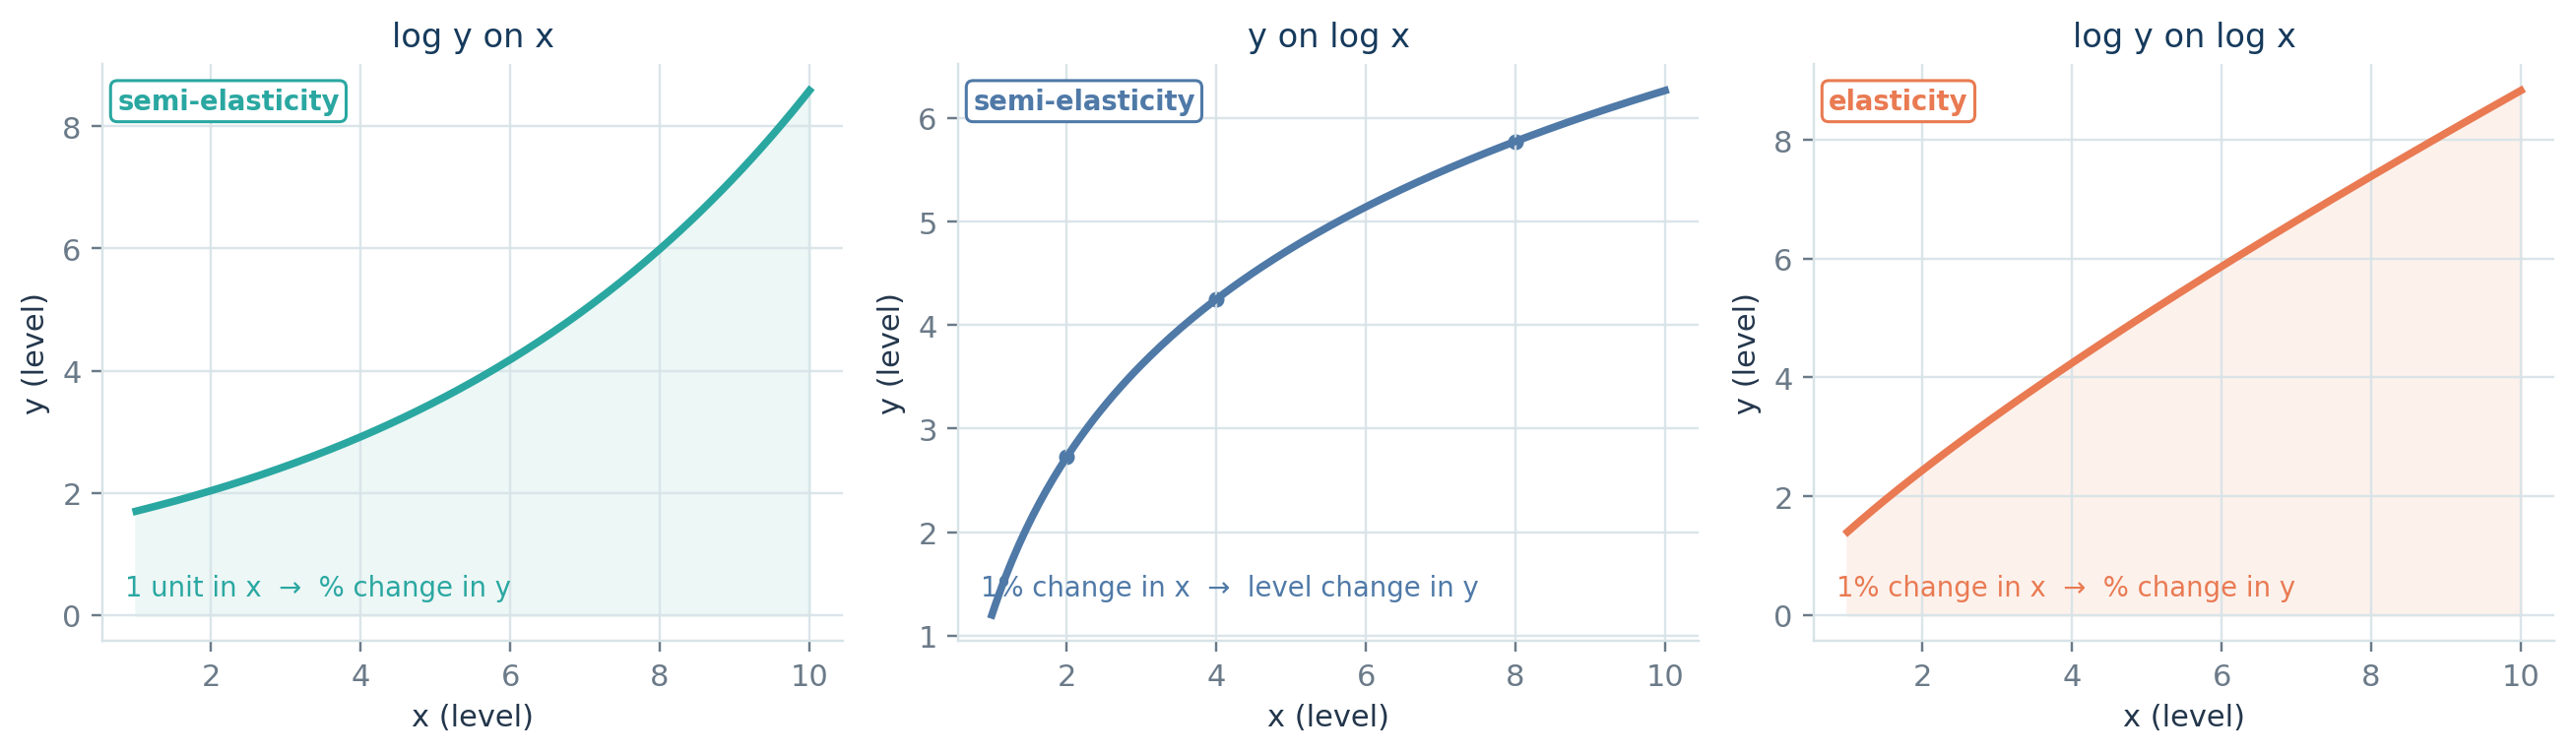 log y on x
semi-elasticity
8
6
4
2
0
y (level)
1 unit in x → % change in y
2 4 6 8 10
x (level)
y on log x
semi-elasticity
6
5
4
3
2
1
y (level)
1% change in x → level change in y
2 4 6 8 10
x (level)
log y on log x
elasticity
8
6
4
2
0
y (level)
1% change in x → % change in y
2 4 6 8 10
x (level)